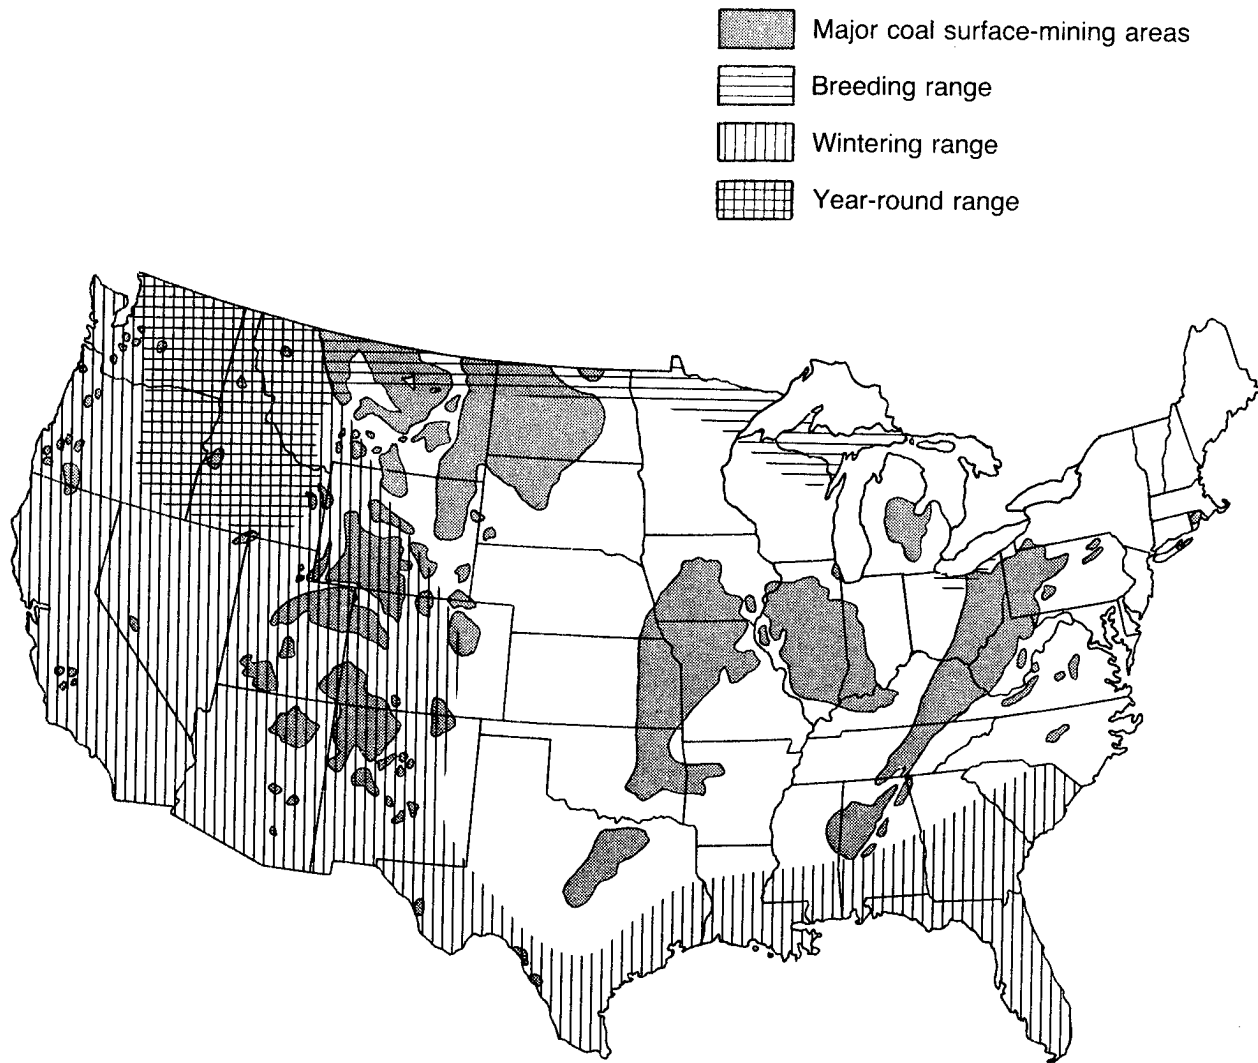 Major coal surface-mining areas
Breeding range
Wintering range
Year-round range